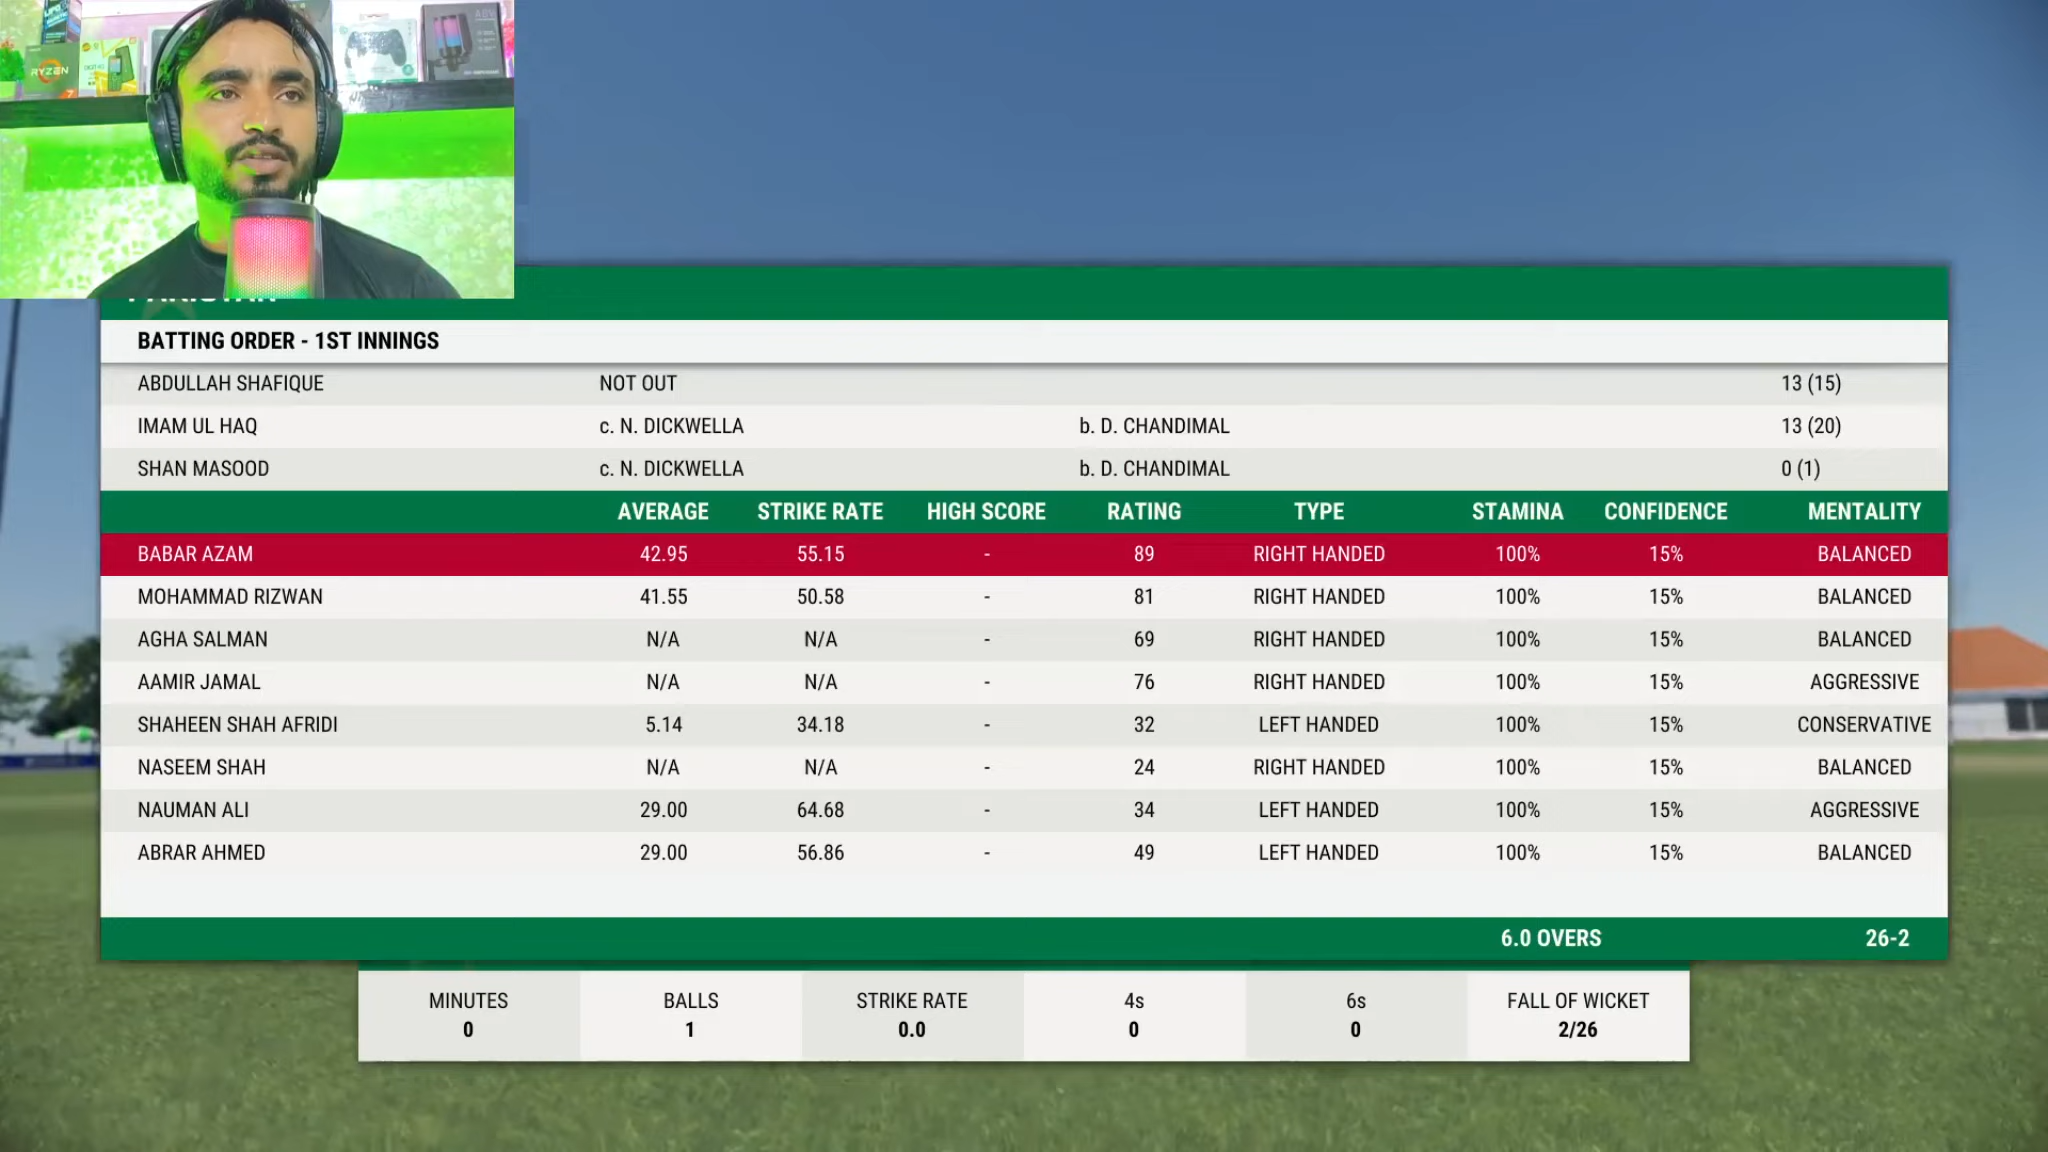 RYZEN
7
PAKISTAN
BATTING ORDER - 1ST INNINGS
ABDULLAH SHAFIQUE NOT OUT 13 (15)
IMAM UL HAQ c. N. DICKWELLA b. D. CHANDIMAL 13 (20)
SHAN MASOOD c. N. DICKWELLA b. D. CHANDIMAL 0 (1)
AVERAGE STRIKE RATE HIGH SCORE RATING TYPE STAMINA CONFIDENCE MENTALITY
BABAR AZAM 42.95 55.15 - 89 RIGHT HANDED 100% 15% BALANCED
MOHAMMAD RIZWAN 41.55 50.58 - 81 RIGHT HANDED 100% 15% BALANCED
AGHA SALMAN N/A N/A - 69 RIGHT HANDED 100% 15% BALANCED
AAMIR JAMAL N/A N/A - 76 RIGHT HANDED 100% 15% AGGRESSIVE
SHAHEEN SHAH AFRIDI 5.14 34.18 - 32 LEFT HANDED 100% 15% CONSERVATIVE
NASEEM SHAH N/A N/A - 24 RIGHT HANDED 100% 15% BALANCED
NAUMAN ALI 29.00 64.68 - 34 LEFT HANDED 100% 15% AGGRESSIVE
ABRAR AHMED 29.00 56.86 - 49 LEFT HANDED 100% 15% BALANCED
6.0 OVERS 26-2
MINUTES BALLS STRIKE RATE 4s 6s FALL OF WICKET
0 1 0.0 0 0 2/26